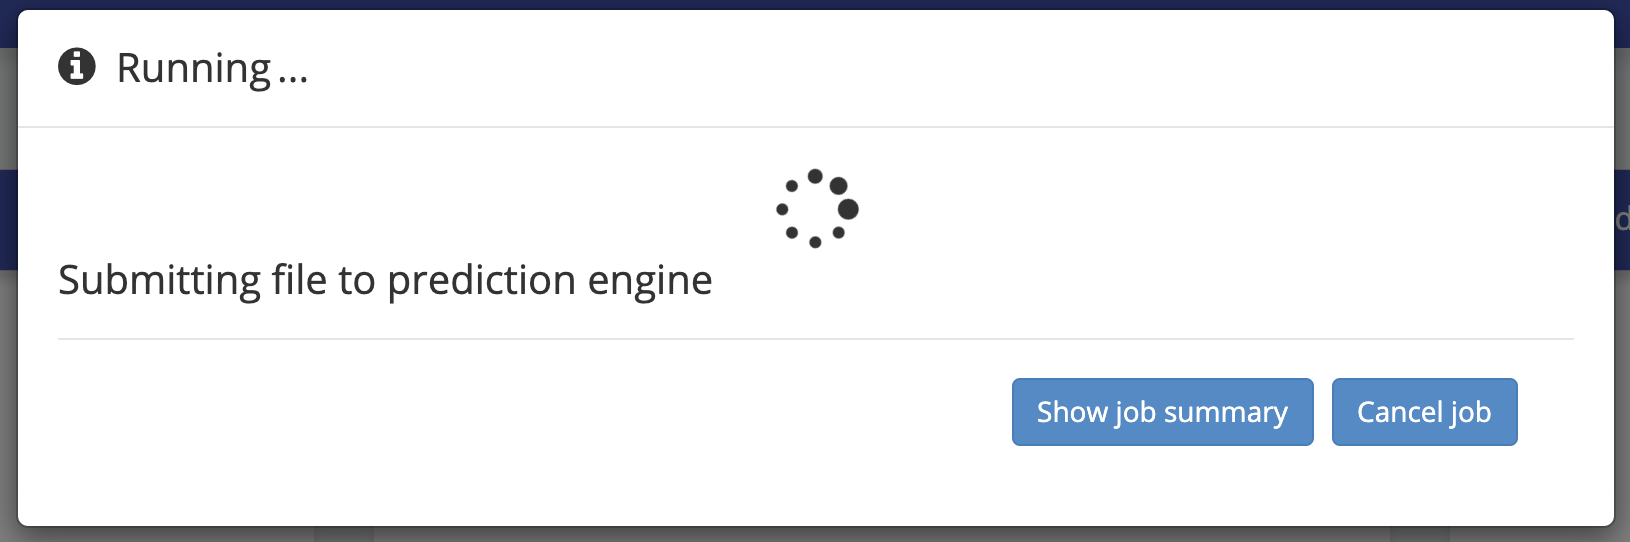 Running...
Submitting file to prediction engine
Show job summary
Cancel job